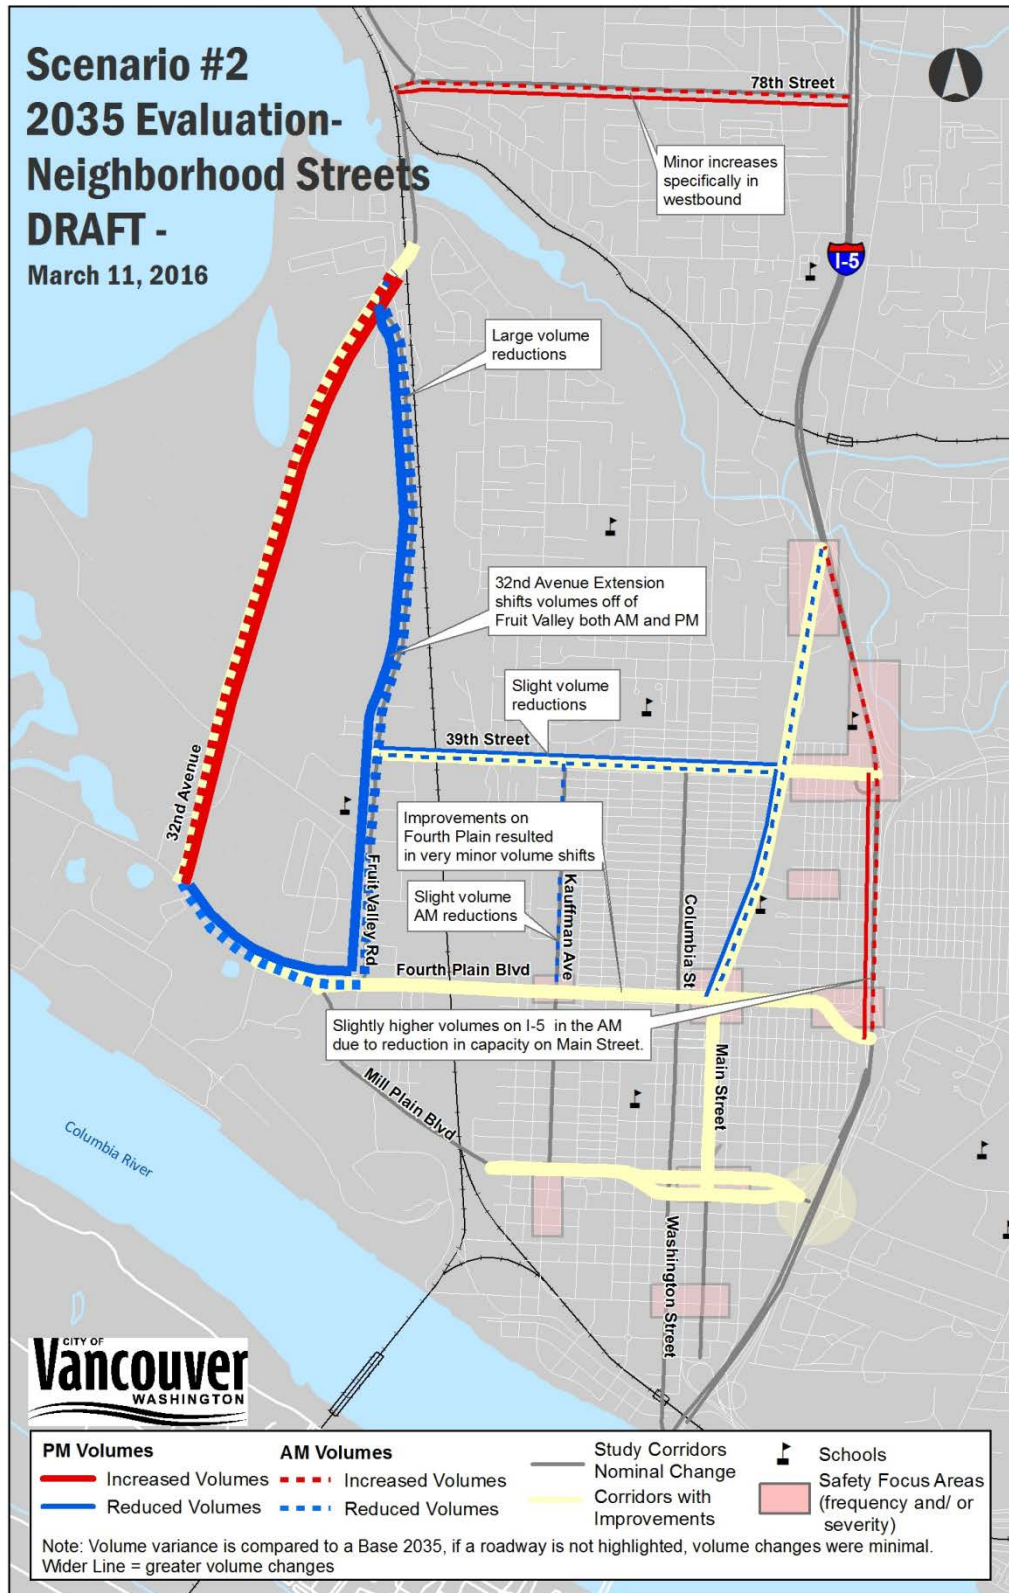 Scenario #2
2035 Evaluation-
Neighborhood Streets
DRAFT -
March 11, 2016
78th Street
Minor increases
specifically in
westbound
I-5
Large volume
reductions
32nd Avenue Extension
shifts volumes off of
Fruit Valley both AM and PM
Slight volume
reductions
39th Street
32nd Avenue
Improvements on
Fourth Plain resulted
in very minor volume shifts
Slight volume
AM reductions
Fruit Valley Rd
Kauffman Ave
Columbia St
Fourth Plain Blvd
Slightly higher volumes on I-5 in the AM
due to reduction in capacity on Main Street.
Main Street
Mill Plain Blvd
Columbia River
Washington Street
CITY OF
Vancouver
WASHINGTON
PM Volumes
Increased Volumes
Reduced Volumes
AM Volumes
Increased Volumes
Reduced Volumes
Study Corridors
Nominal Change
Corridors with
Improvements
Schools
Safety Focus Areas
(frequency and/ or
severity)
Note: Volume variance is compared to a Base 2035, if a roadway is not highlighted, volume changes were minimal.
Wider Line = greater volume changes